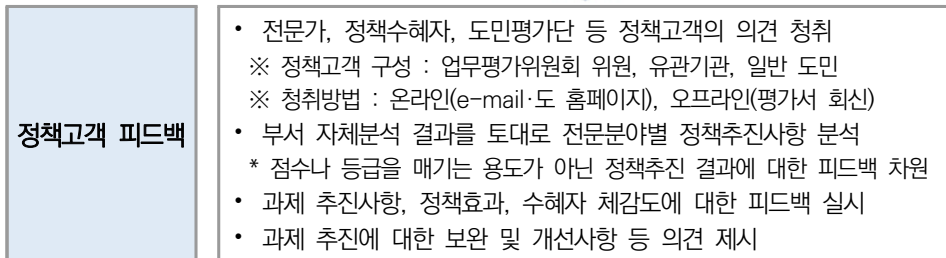 정책고객 피드백
• 전문가, 정책수혜자, 도민평가단 등 정책고객의 의견 청취
※ 정책고객 구성 : 업무평가위원회 위원, 유관기관, 일반 도민
※ 청취방법 : 온라인(e-mail·도 홈페이지), 오프라인(평가서 회신)
• 부서 자체분석 결과를 토대로 전문분야별 정책추진사항 분석
* 점수나 등급을 매기는 용도가 아닌 정책추진 결과에 대한 피드백 차원
• 과제 추진사항, 정책효과, 수혜자 체감도에 대한 피드백 실시
• 과제 추진에 대한 보완 및 개선사항 등 의견 제시